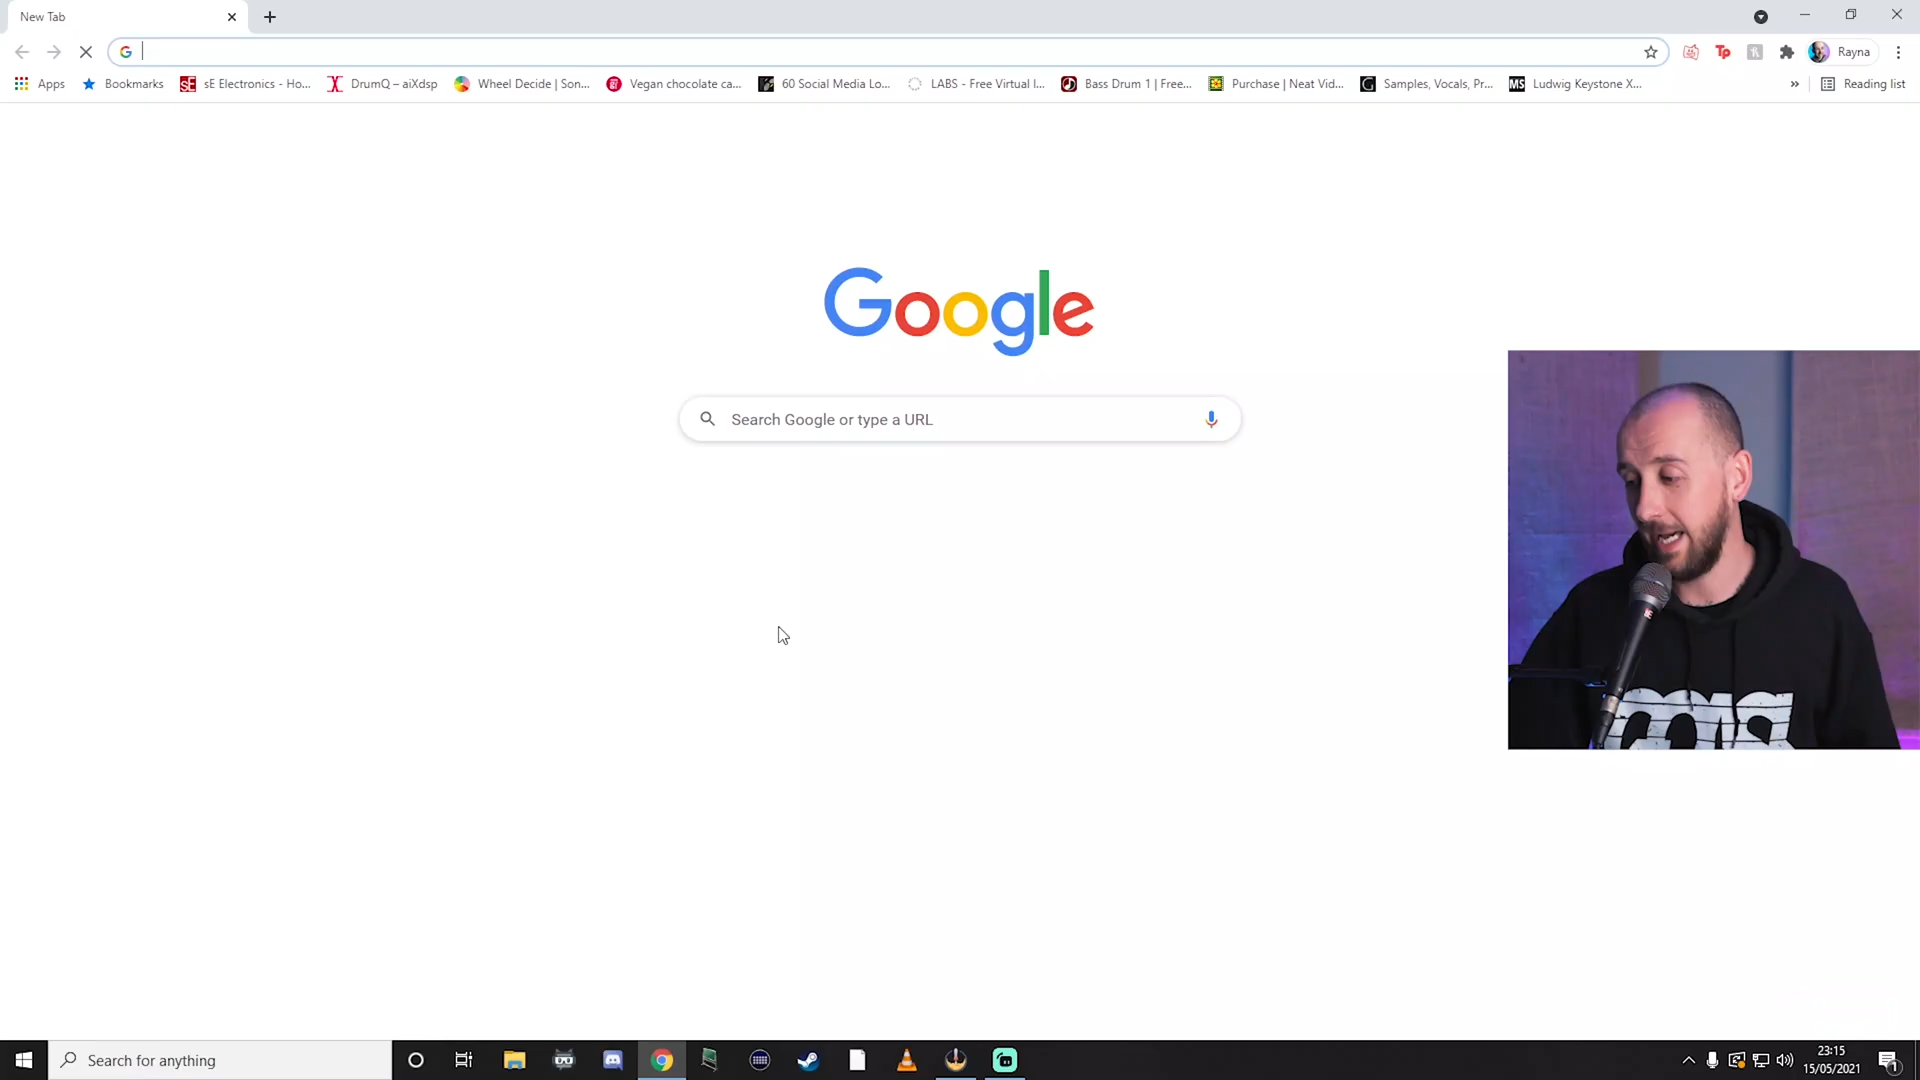 New Tab
Rayna
Apps
Bookmarks
sE Electronics - Ho...
DrumQ – aiXdsp
Wheel Decide | Son...
Vegan chocolate ca...
60 Social Media Lo...
LABS - Free Virtual I...
Bass Drum 1 | Free...
Purchase | Neat Vid...
Samples, Vocals, Pr...
Ludwig Keystone X...
Reading list
Google
Search Google or type a URL
Search for anything
23:15
15/05/2021
1